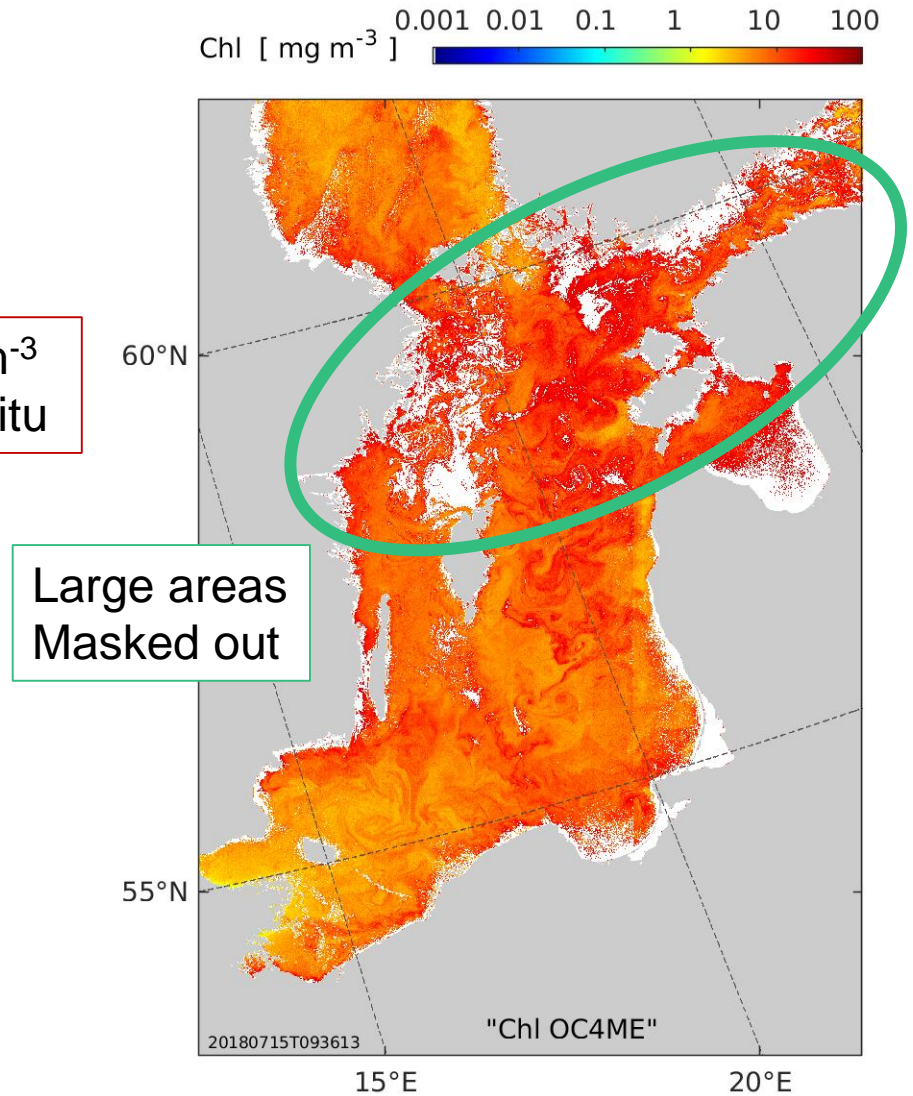 0.001 0.01 0.1 1 10 100
Chl [ mg m⁻³ ]
60°N
-3
itu
Large areas
Masked out
55°N
20180715T093613
"Chl OC4ME"
15°E
20°E